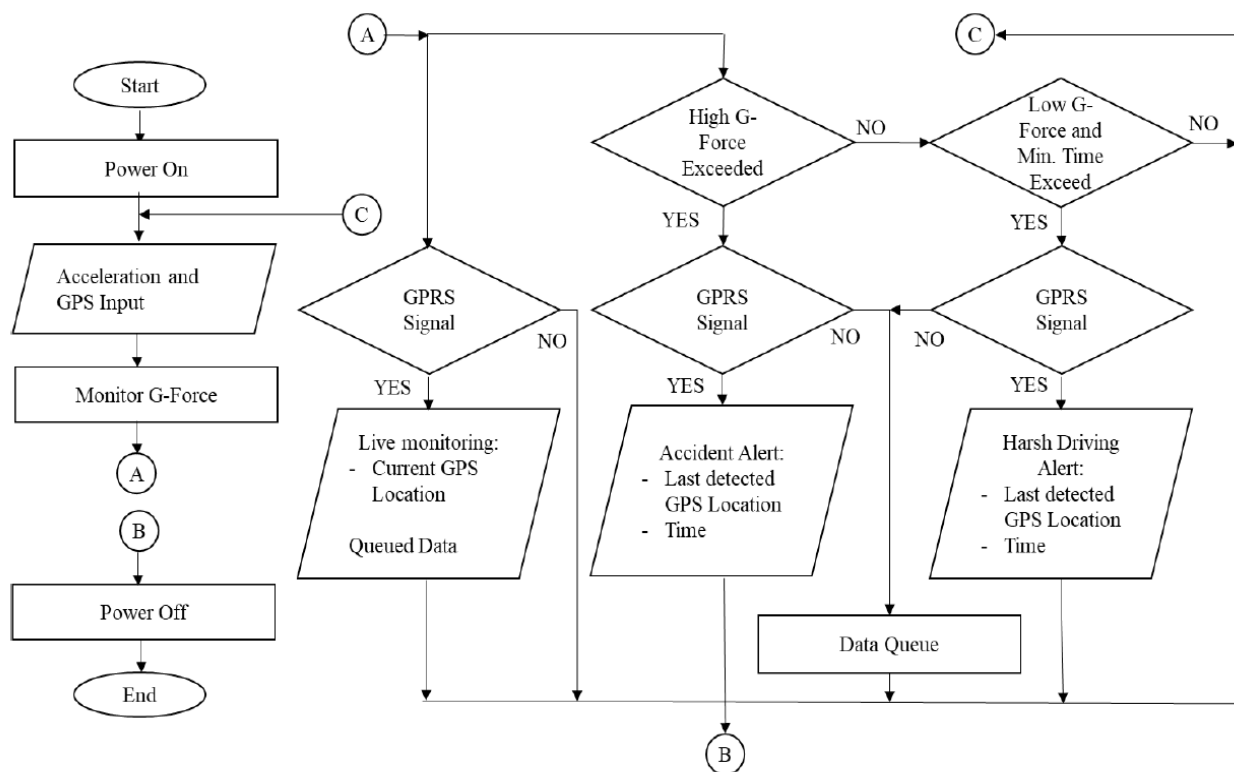 Start
Power On
C
Acceleration and
GPS Input
Monitor G-Force
A
B
Power Off
End
A
GPRS
Signal
NO
YES
Live monitoring:
- Current GPS
Location
Queued Data
High G-
Force
Exceeded
NO
YES
GPRS
Signal
NO
YES
Accident Alert:
- Last detected
GPS Location
- Time
B
C
Low G-
Force and
Min. Time
Exceed
NO
YES
GPRS
Signal
NO
YES
Harsh Driving
Alert:
- Last detected
GPS Location
- Time
Data Queue